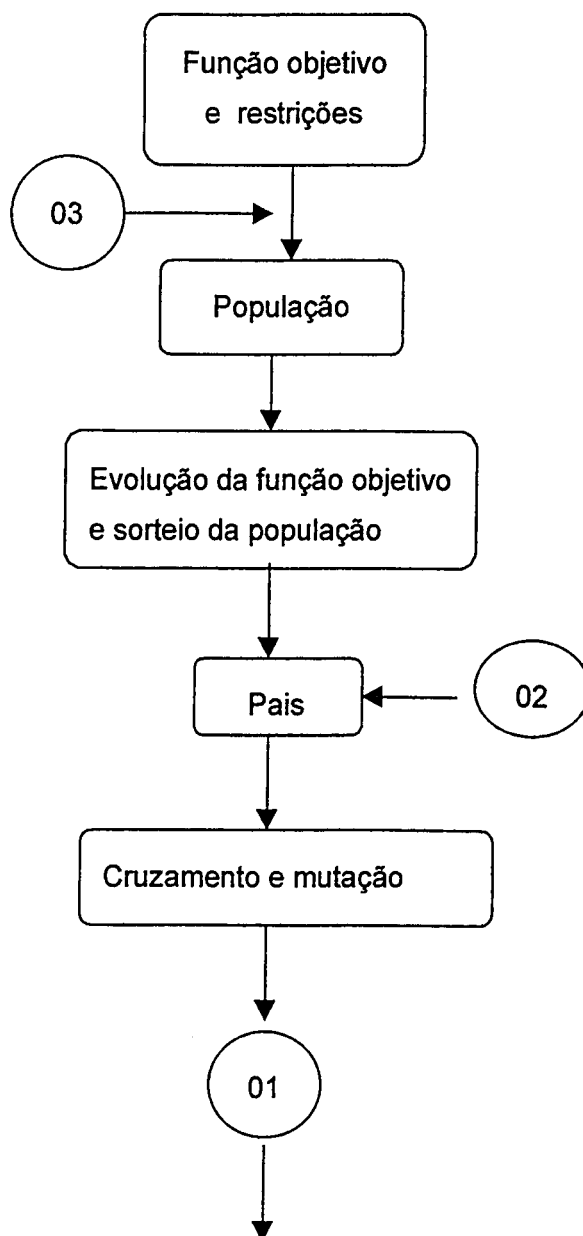 Função objetivo
e restrições
03
População
Evolução da função objetivo
e sorteio da população
Pais
02
Cruzamento e mutação
01